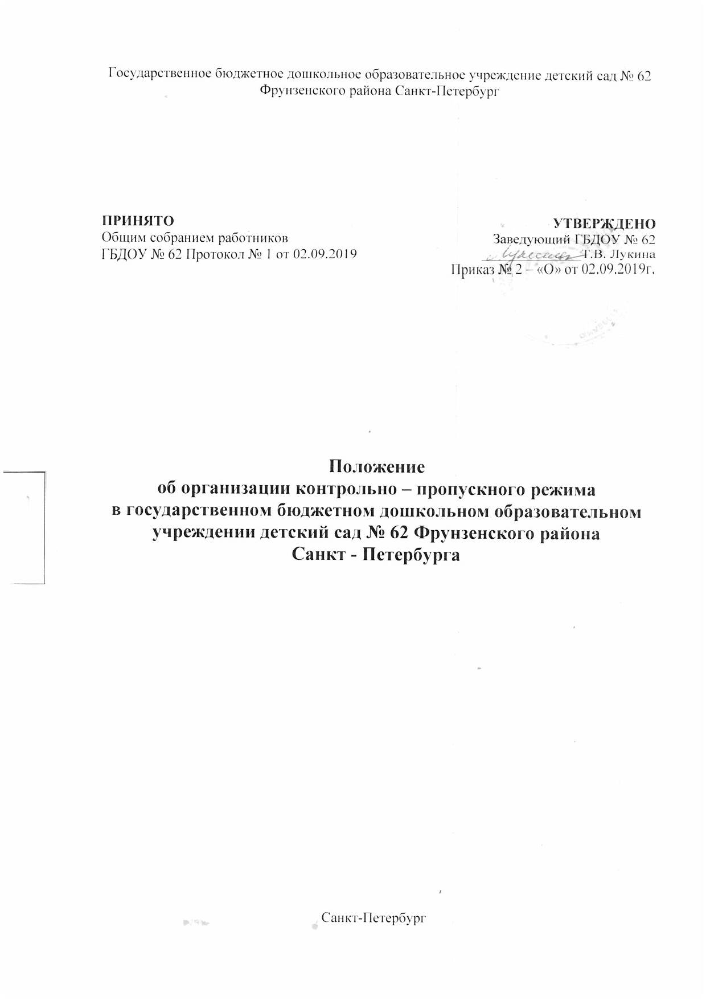 Государственное бюджетное дошкольное образовательное учреждение детский сад № 62
Фрунзенского района Санкт-Петербург
ПРИНЯТО
Общим собранием работников
ГБДОУ № 62 Протокол № 1 от 02.09.2019
УТВЕРЖДЕНО
Заведующий ГБДОУ № 62
Т.В. Лукина
Приказ № 2 – «О» от 02.09.2019г.
Положение
об организации контрольно – пропускного режима
в государственном бюджетном дошкольном образовательном
учреждении детский сад № 62 Фрунзенского района
Санкт - Петербурга
Санкт-Петербург